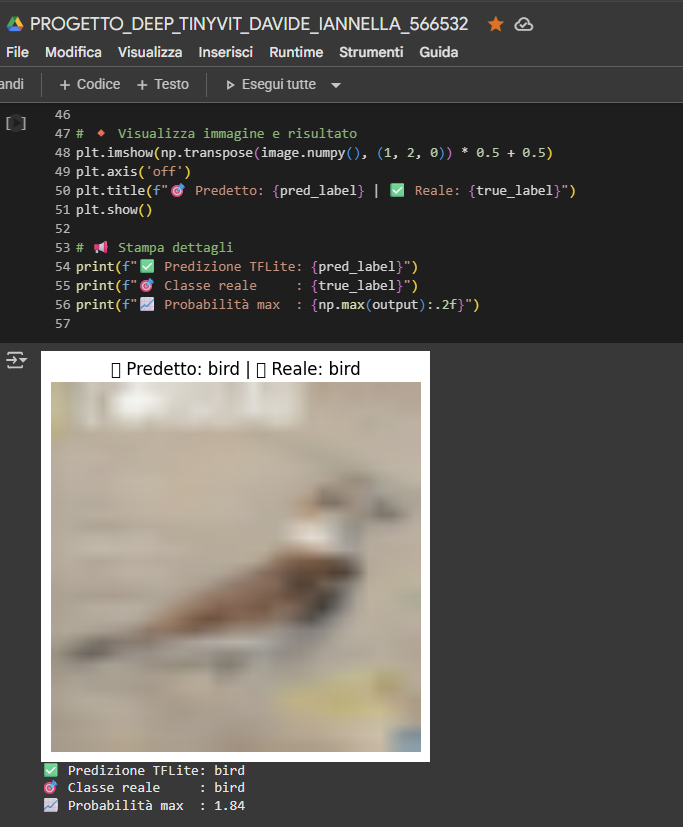 PROGETTO_DEEP_TINYVIT_DAVIDE_IANNELLA_566532
File Modifica Visualizza Inserisci Runtime Strumenti Guida
andi + Codice + Testo Esegui tutte
46
47 # 🔸 Visualizza immagine e risultato
48 plt.imshow(np.transpose(image.numpy(), (1, 2, 0)) * 0.5 + 0.5)
49 plt.axis('off')
50 plt.title(f"🎯 Predetto: {pred_label} | ✅ Reale: {true_label}")
51 plt.show()
52
53 # 📢 Stampa dettagli
54 print(f"✅ Predizione TFLite: {pred_label}")
55 print(f"🎯 Classe reale     : {true_label}")
56 print(f"📈 Probabilità max  : {np.max(output):.2f}")
57
▯ Predetto: bird | ▯ Reale: bird
✅ Predizione TFLite: bird
🎯 Classe reale     : bird
📈 Probabilità max  : 1.84